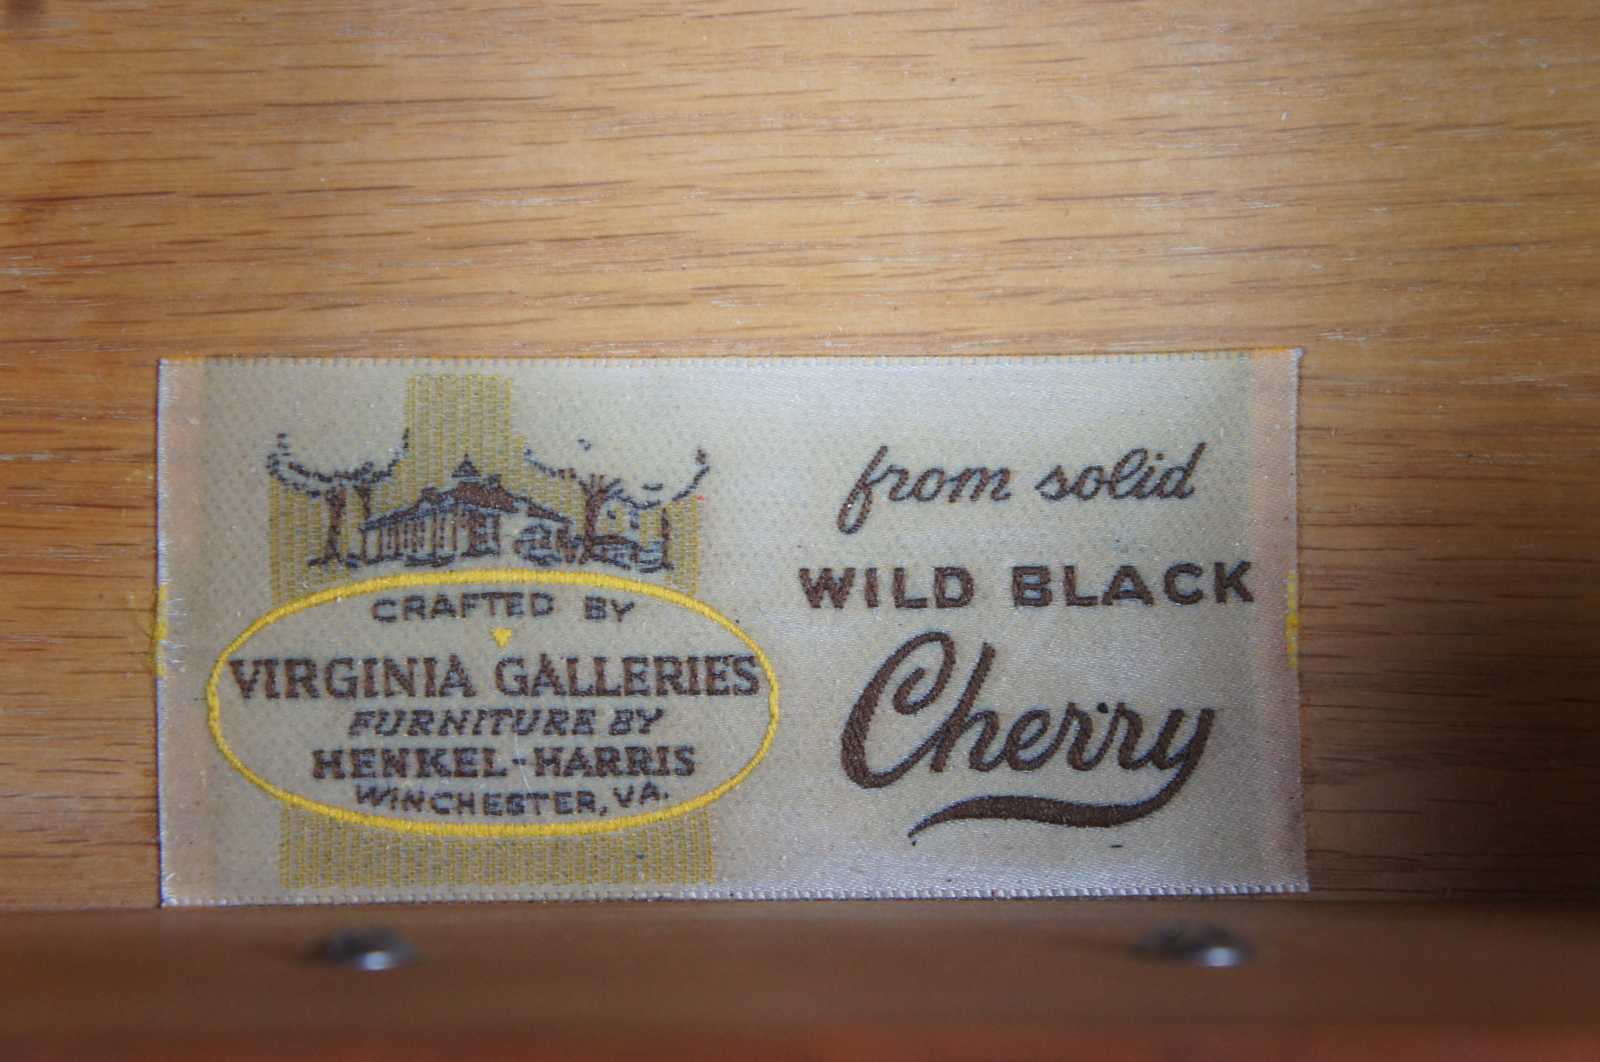 CRAFTED BY
VIRGINIA GALLERIES
FURNITURE BY
HENKEL-HARRIS
WINCHESTER, VA.
from solid
WILD BLACK
Cherry